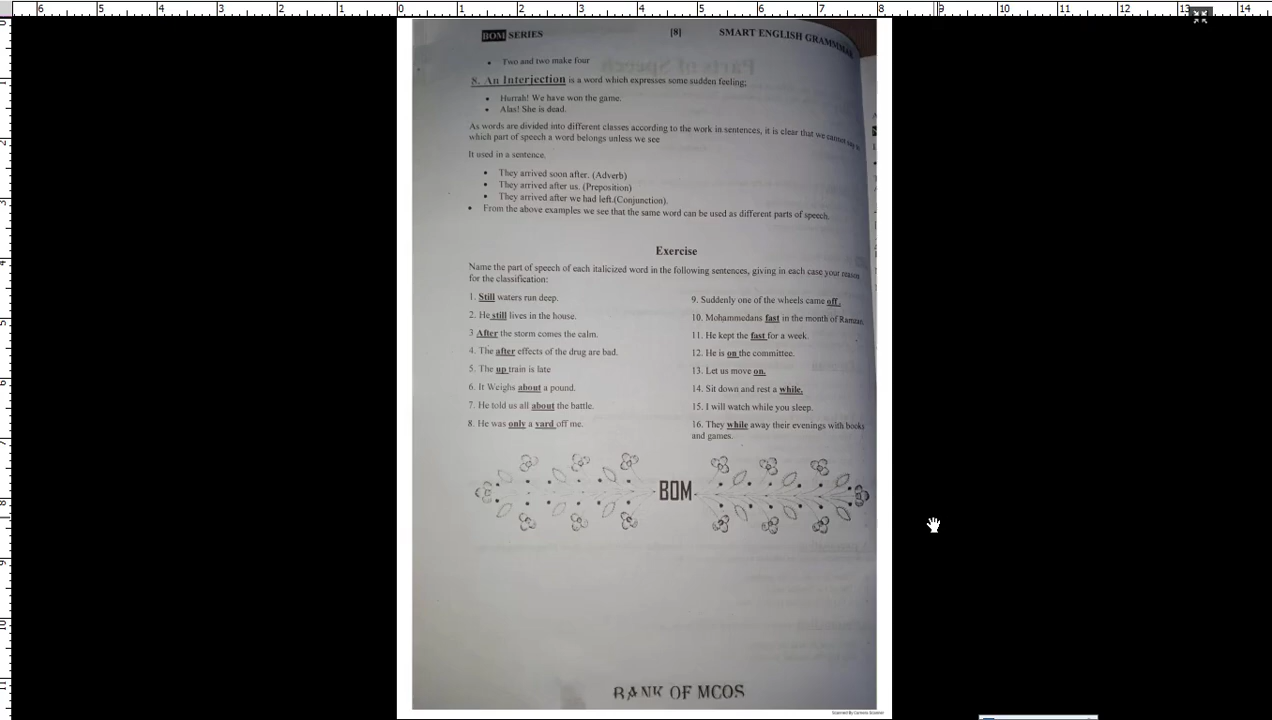 BOM SERIES [8] SMART ENGLISH GRAMMMAR
• Two and two make four
8. An Interjection is a word which expresses some sudden feeling;
• Hurrah! We have won the game.
• Alas! She is dead.
As words are divided into different classes according to the work in sentences, it is clear that we cannot say to
which part of speech a word belongs unless we see
It used in a sentence.
• They arrived soon after. (Adverb)
• They arrived after us. (Preposition)
• They arrived after we had left.(Conjunction).
• From the above examples we see that the same word can be used as different parts of speech.
Exercise
Name the part of speech of each italicized word in the following sentences, giving in each case your reason
for the classification:
1. Still waters run deep.
2. He still lives in the house.
3 After the storm comes the calm.
4. The after effects of the drug are bad.
5. The up train is late
6. It Weighs about a pound.
7. He told us all about the battle.
8. He was only a yard off me.
9. Suddenly one of the wheels came off.
10. Mohammedans fast in the month of Ramzan.
11. He kept the fast for a week.
12. He is on the committee.
13. Let us move on.
14. Sit down and rest a while.
15. I will watch while you sleep.
16. They while away their evenings with books
and games.
BOM
BANK OF MCQS
Scanned By Camera Scanner